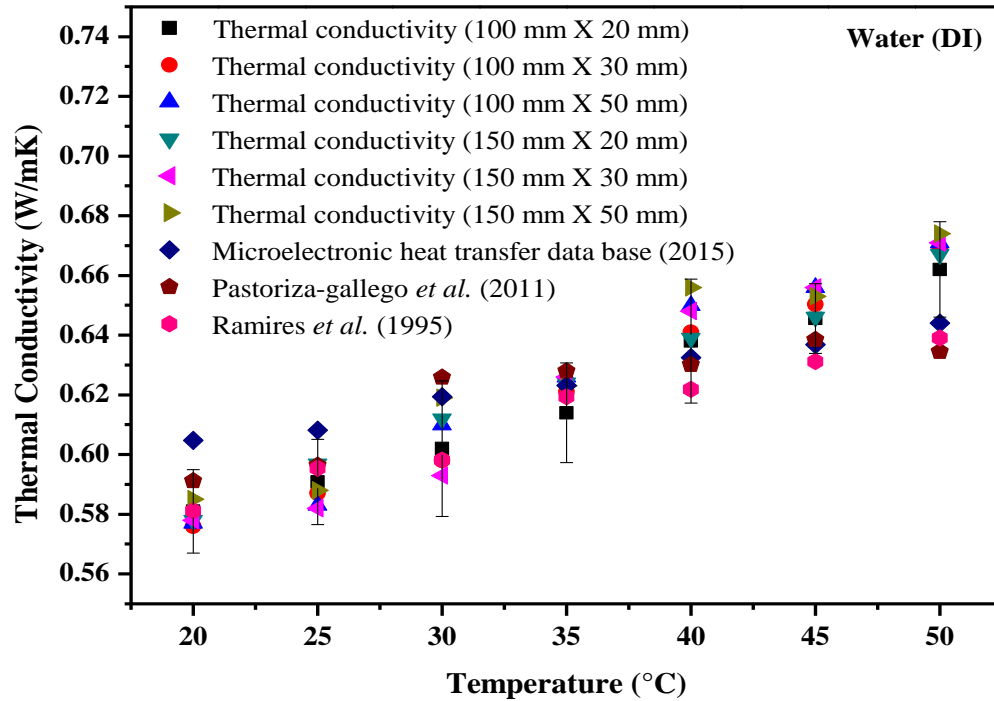 Water (DI)
Thermal conductivity (100 mm X 20 mm)
Thermal conductivity (100 mm X 30 mm)
Thermal conductivity (100 mm X 50 mm)
Thermal conductivity (150 mm X 20 mm)
Thermal conductivity (150 mm X 30 mm)
Thermal conductivity (150 mm X 50 mm)
Microelectronic heat transfer data base (2015)
Pastoriza-gallego et al. (2011)
Ramires et al. (1995)
Thermal Conductivity (W/mK)
0.74
0.72
0.70
0.68
0.66
0.64
0.62
0.60
0.58
0.56
20 25 30 35 40 45 50
Temperature (°C)